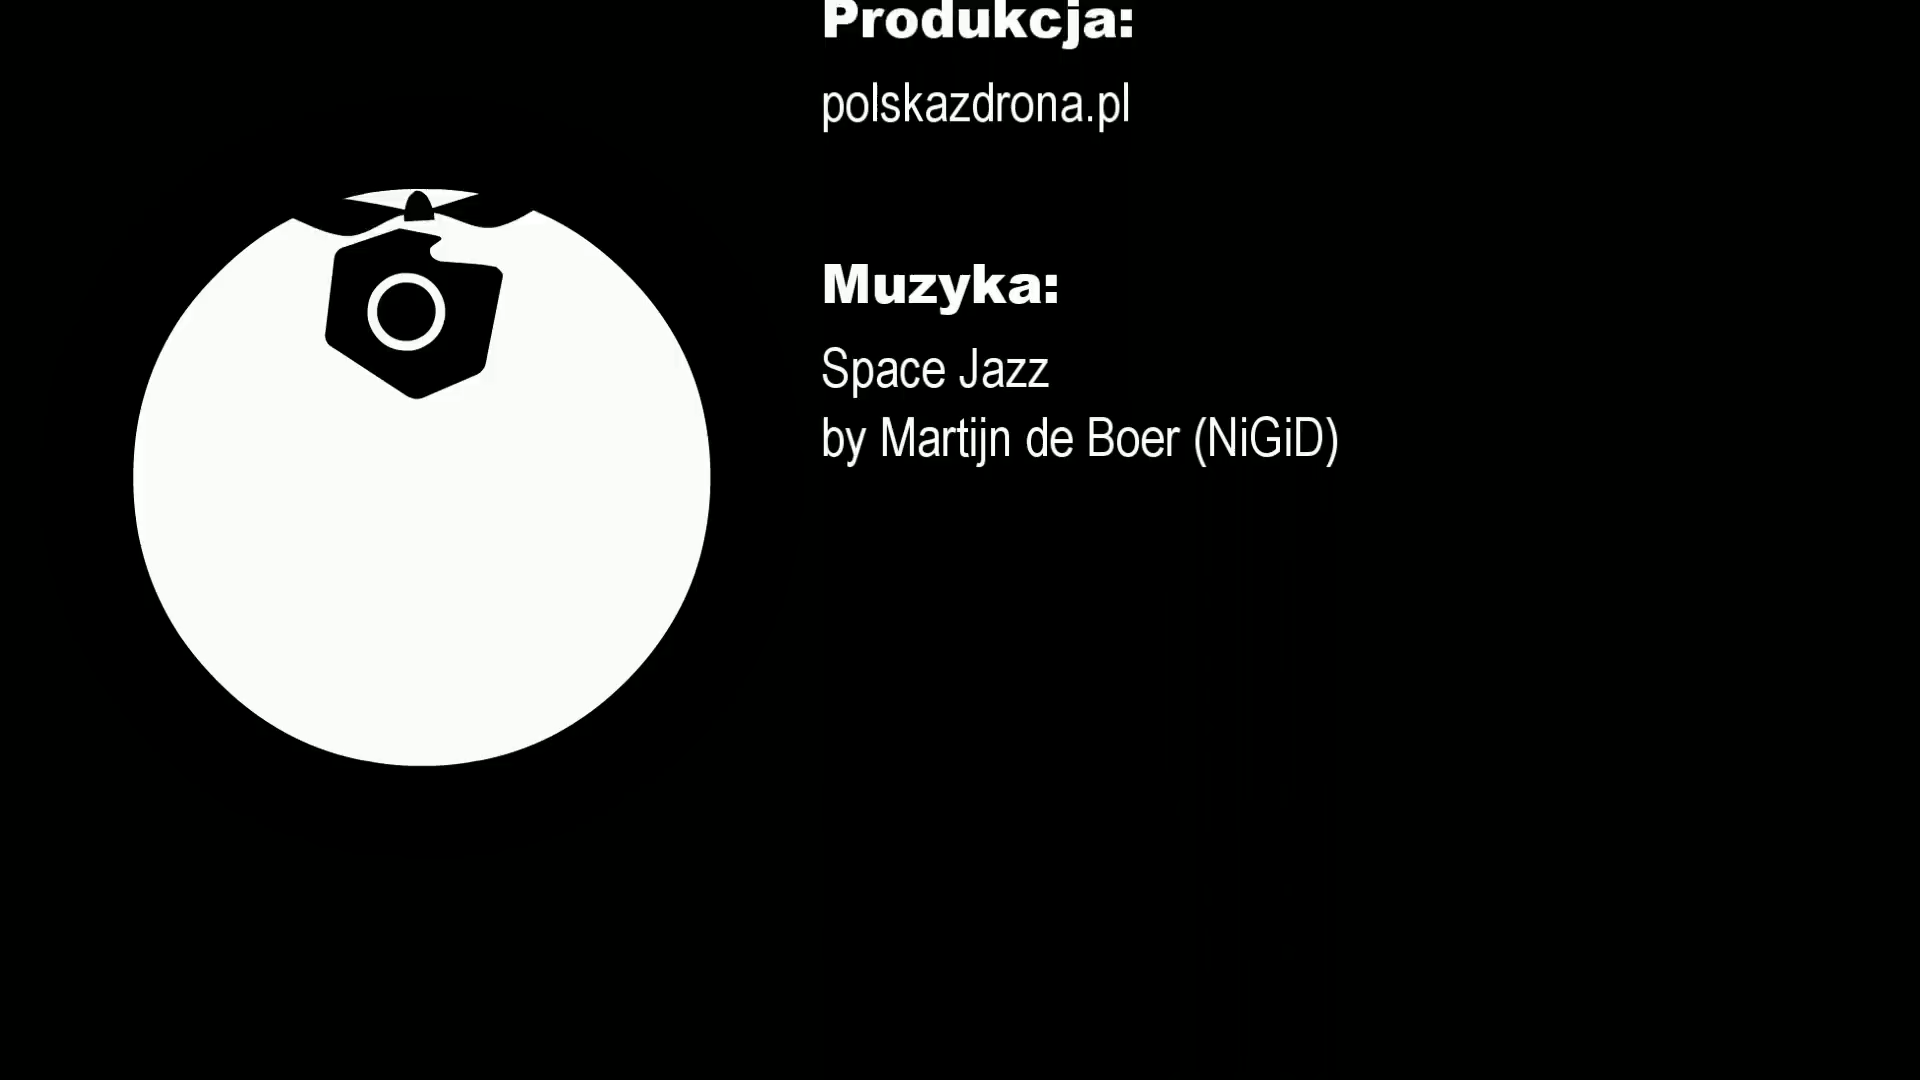 Produkcja:
polskazdrona.pl
Muzyka:
Space Jazz
by Martijn de Boer (NiGiD)